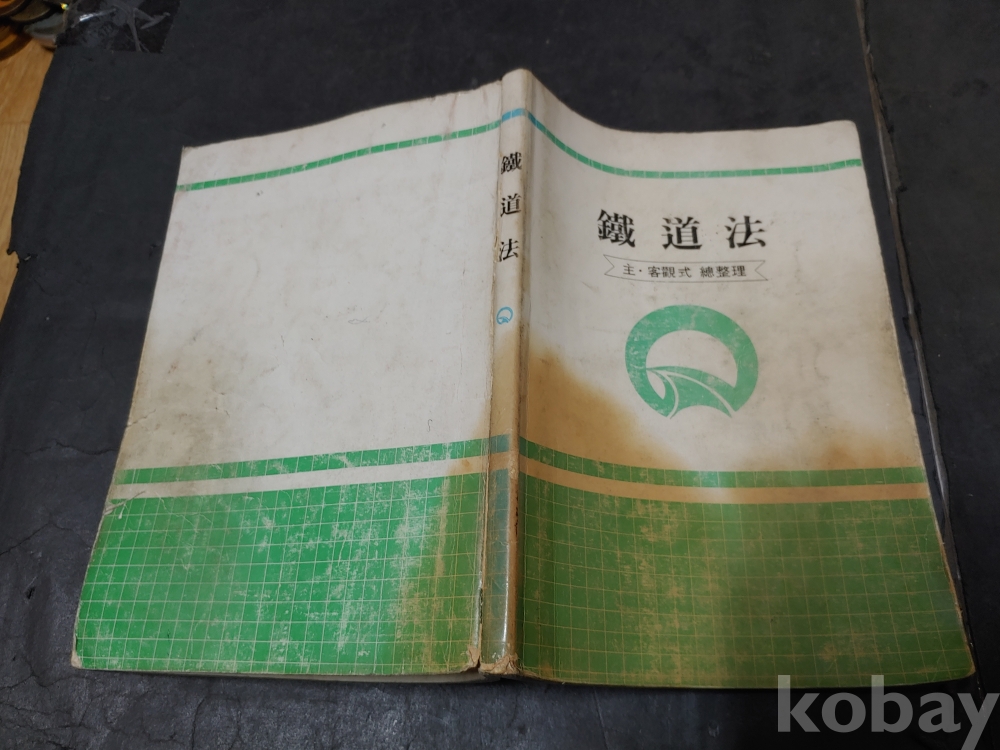 鐵道法
鐵道法
主·客觀式 總整理
kobay